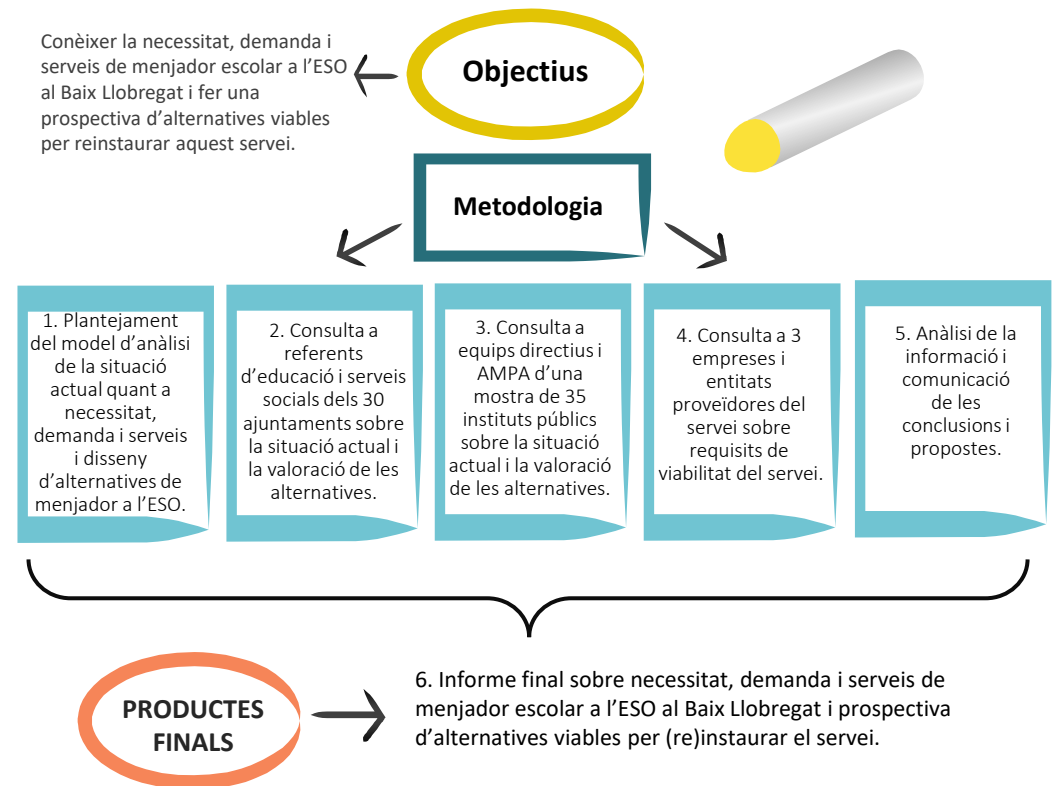 Conèixer la necessitat, demanda i
serveis de menjador escolar a l'ESO
al Baix Llobregat i fer una
prospectiva d'alternatives viables
per reinstaurar aquest servei.
Objectius
Metodologia
1. Plantejament
del model d'anàlisi
de la situació
actual quant a
necessitat,
demanda i serveis
i disseny
d'alternatives de
menjador a l'ESO.
2. Consulta a
referents
d'educació i serveis
socials dels 30
ajuntaments sobre
la situació actual i
la valoració de les
alternatives.
3. Consulta a
equips directius i
AMPA d'una
mostra de 35
instituts públics
sobre la situació
actual i la valoració
de les alternatives.
4. Consulta a 3
empreses i
entitats
proveïdores del
servei sobre
requisits de
viabilitat del servei.
5. Anàlisi de la
informació i
comunicació
de les
conclusions i
propostes.
PRODUCTES
FINALS
6. Informe final sobre necessitat, demanda i serveis de
menjador escolar a l'ESO al Baix Llobregat i prospectiva
d'alternatives viables per (re)instaurar el servei.